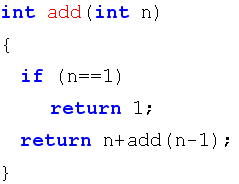 int add(int n)
{
if (n==1)
return 1;
return n+add(n-1);
}